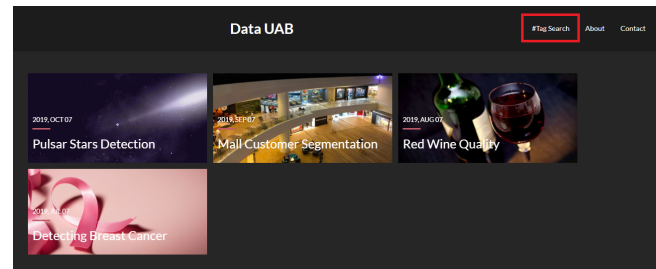 Data UAB
#Tag Search About Contact
2019, OCT 07
Pulsar Stars Detection
2019, SEP 07
Mall Customer Segmentation
2019, AUG 07
Red Wine Quality
2019, JUL 07
Detecting Breast Cancer